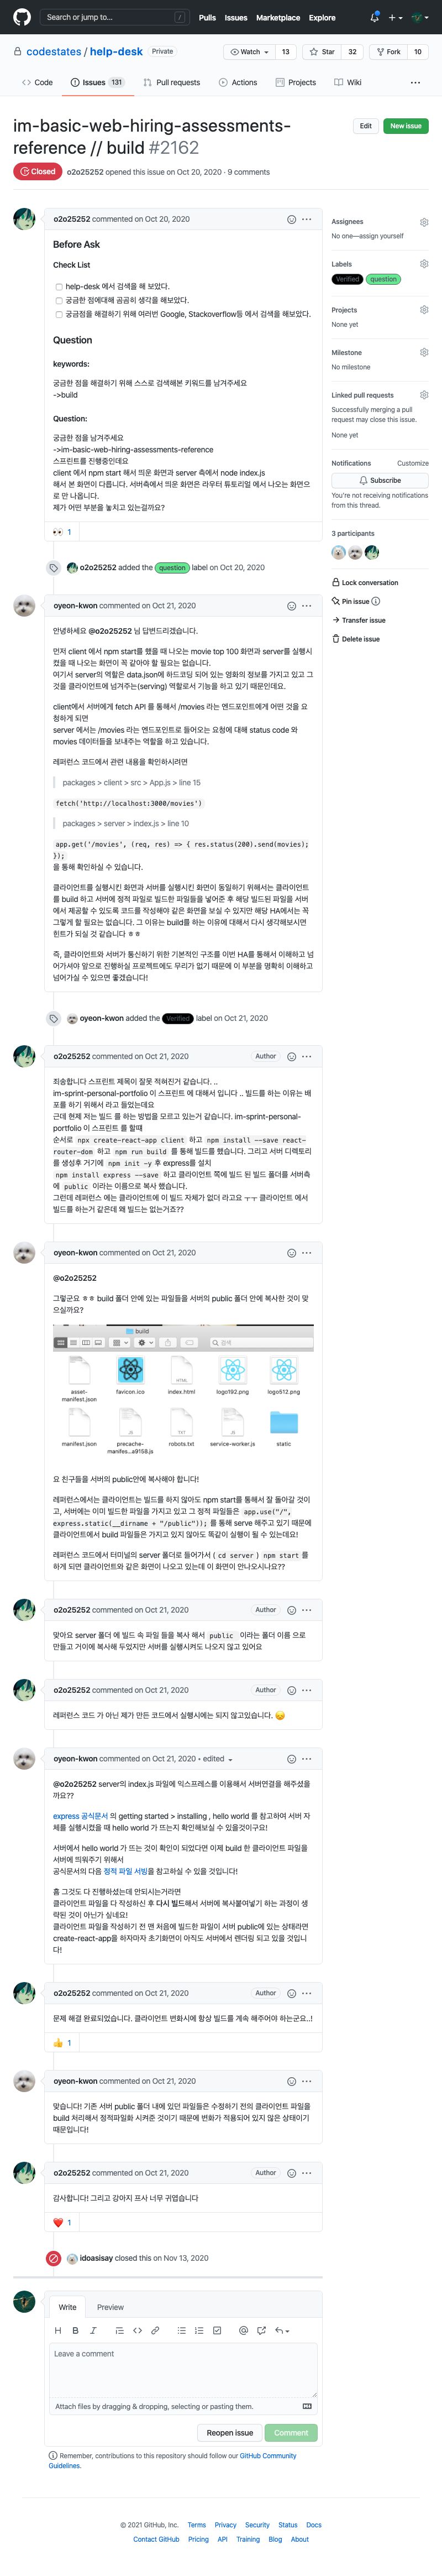 Search or jump to...
/
Pulls
Issues
Marketplace
Explore
codestates / help-desk
Private
Watch
13
Star
32
Fork
10
Code
Issues 131
Pull requests
Actions
Projects
Wiki
im-basic-web-hiring-assessments-
reference // build #2162
Edit
New issue
Closed
o2o25252 opened this issue on Oct 20, 2020 · 9 comments
o2o25252 commented on Oct 20, 2020
Before Ask
Check List
help-desk 에서 검색을 해 보았다.
궁금한 점에대해 곰곰히 생각을 해보았다.
궁금점을 해결하기 위해 여러번 Google, Stackoverflow등 에서 검색을 해보았다.
Question
keywords:
궁금한 점을 해결하기 위해 스스로 검색해본 키워드를 남겨주세요
->build
Question:
궁금한 점을 남겨주세요
->im-basic-web-hiring-assessments-reference
스프린트를 진행중인데요
client 에서 npm start 해서 띄운 화면과 server 측에서 node index.js
해서 본 화면이 다릅니다. 서버측에서 띄운 화면은 라우터 튜토리얼 에서 나오는 화면으
로 만 나옵니다.
제가 어떤 부분을 놓치고 있는걸까요?
1
Assignees
No one—assign yourself
Labels
Verified
question
Projects
None yet
Milestone
No milestone
Linked pull requests
Successfully merging a pull
request may close this issue.
None yet
Notifications
Customize
Subscribe
You're not receiving notifications
from this thread.
3 participants
Lock conversation
Pin issue
Transfer issue
Delete issue
o2o25252 added the question label on Oct 20, 2020
oyeon-kwon commented on Oct 21, 2020
안녕하세요 @o2o25252 님 답변드리겠습니다.
먼저 client 에서 npm start를 했을 때 나오는 movie top 100 화면과 server를 실행시
켰을 때 나오는 화면이 꼭 같아야 할 필요는 없습니다.
여기서 server의 역할은 data.json에 하드코딩 되어 있는 영화의 정보를 가지고 있고 그
것을 클라이언트에 넘겨주는(serving) 역할로서 기능을 하고 있기 때문인데요.
client에서 서버에게 fetch API 를 통해서 /movies 라는 엔드포인트에게 어떤 것을 요
청하게 되면
server 에서는 /movies 라는 엔드포인트로 들어오는 요청에 대해 status code 와
movies 데이터들을 보내주는 역할을 하고 있습니다.
레퍼런스 코드에서 관련 내용을 확인하시려면
packages > client > src > App.js > line 15
fetch('http://localhost:3000/movies')
packages > server > index.js > line 10
app.get('/movies', (req, res) => { res.status(200).send(movies);
});
을 통해 확인하실 수 있습니다.
클라이언트를 실행시킨 화면과 서버를 실행시킨 화면이 동일하기 위해서는 클라이언트
를 build 하고 서버에 정적 파일로 빌드한 파일들을 넣어준 후 해당 빌드된 파일을 서버
에서 제공할 수 있도록 코드를 작성해야 같은 화면을 보실 수 있지만 해당 HA에서는 꼭
그렇게 할 필요는 없습니다. 그 이유는 build를 하는 이유에 대해서 다시 생각해보시면
힌트가 되실 것 같습니다 ㅎㅎ
즉, 클라이언트와 서버가 통신하기 위한 기본적인 구조를 이번 HA를 통해서 이해하고 넘
어가셔야 앞으로 진행하실 프로젝트에도 무리가 없기 때문에 이 부분을 명확히 이해하고
넘어가실 수 있으면 좋겠습니다!
oyeon-kwon added the Verified label on Oct 21, 2020
o2o25252 commented on Oct 21, 2020
Author
최송합니다 스프린트 제목이 잘못 적혀진거 같습니다. ..
im-sprint-personal-portfolio 이 스프린트 에 대해서 입니다 .. 빌드를 하는 이유는 배
포를 하기 위해서 라고 들었는데요
근데 현제 저는 빌드 를 하는 방법을 모르고 있는거 같습니다. im-sprint-personal-
portfolio 이 스프린트 를 할때
순서로 npx create-react-app client 하고 npm install --save react-
router-dom 하고 npm run build 를 통해 빌드를 했습니다. 그리고 서버 디렉토
리를 생성후 거기에 npm init -y 후 express를 설치
npm install express --save 하고 클라이언트 쪽에 빌드 된 빌드 폴더를 서버측
에 public 이라는 이름으로 복사 했습니다.
그런데 레퍼런스 에는 클라이언트에 이 빌드 자체가 없더 라고요 ㅜㅜ 클라이언트 에서
빌드를 하는거 같은데 왜 빌드는 없는거죠??
oyeon-kwon commented on Oct 21, 2020
@o2o25252
그렇군요 ㅎㅎ build 폴더 안에 있는 파일들을 서버의 public 폴더 안에 복사한 것이 맞
으실까요?
build
검색
asset-
manifest.json
favicon.ico
index.html
logo192.png
logo512.png
manifest.json
precache-
manifes...a9158.js
robots.txt
service-worker.js
static
요 친구들을 서버의 public안에 복사해야 합니다!
레퍼런스에서는 클라이언트는 빌드를 하지 않아도 npm start를 통해서 잘 돌아갈 것이
고, 서버에는 이미 빌드한 파일을 가지고 있고 그 정적 파일들은 app.use("/",
express.static(__dirname + "/public")); 를 통해 serve 해주고 있기 때문에
클라이언트에서 build 파일들은 가지고 있지 않아도 똑같이 실행이 될 수 있는데요!
레퍼런스 코드에서 터미널의 server 폴더로 들어가서 ( cd server ) npm start 를
하게 되면 클라이언트와 같은 화면이 나오고 있는데 이 화면이 안나오시나요??
o2o25252 commented on Oct 21, 2020
Author
맞아요 server 폴더 에 빌드 속 파일 들을 복사 해서 public 이라는 폴더 이름 으로
만들고 거이에 복사해 두었지만 서버를 실행시켜도 나오지 않고 있어요
o2o25252 commented on Oct 21, 2020
Author
레퍼런스 코드 가 아닌 제가 만든 코드에서 실행시에는 되지 않고있습니다.
oyeon-kwon commented on Oct 21, 2020 • edited
@o2o25252 server의 index.js 파일에 익스프레스를 이용해서 서버연결을 해주셨을
까요??
express 공식문서 의 getting started > installing , hello world 를 참고하여 서버 자
체를 실행시켰을 때 hello world 가 뜨는지 확인해보실 수 있을것이구요!
서버에서 hello world 가 뜨는 것이 확인이 되었다면 이제 build 한 클라이언트 파일을
서버에 띄워주기 위해서
공식문서의 다음 정적 파일 서빙을 참고하실 수 있을 것입니다!
흠 그것도 다 진행하셨는데 안되시는거라면
클라이언트 파일을 다 작성하신 후 다시 빌드해서 서버에 복사붙여넣기 하는 과정이 생
략된 것이 아닌가 싶네요!
클라이언트 파일을 작성하기 전 맨 처음에 빌드한 파일이 서버 public에 있는 상태라면
create-react-app을 하자마자 초기화면이 아직도 서버에서 렌더링 되고 있을 것입니
다!
o2o25252 commented on Oct 21, 2020
Author
문제 해결 완료되었습니다. 클라이언트 변화시에 항상 빌드를 계속 해주어야 하는군요..!
1
oyeon-kwon commented on Oct 21, 2020
맞습니다! 기존 서버 public 폴더 내에 있던 파일들은 수정하기 전의 클라이언트 파일을
build 처리해서 정적파일화 시켜준 것이기 때문에 변화가 적용되어 있지 않은 상태이기
때문입니다!
o2o25252 commented on Oct 21, 2020
Author
감사합니다! 그리고 강아지 프사 너무 귀엽습니다
1
idoasisay closed this on Nov 13, 2020
Write
Preview
Leave a comment
Attach files by dragging & dropping, selecting or pasting them.
Reopen issue
Comment
Remember, contributions to this repository should follow our GitHub Community
Guidelines.
© 2021 GitHub, Inc.
Terms
Privacy
Security
Status
Docs
Contact GitHub
Pricing
API
Training
Blog
About